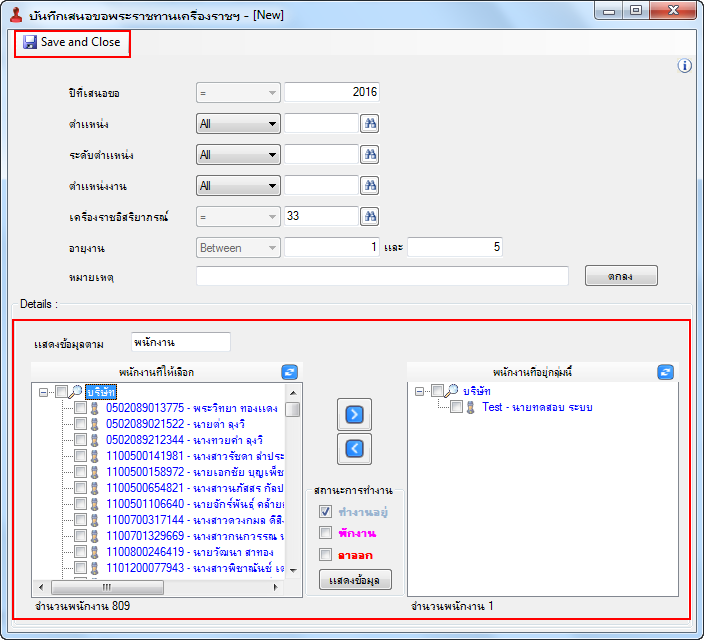 บันทึกเสนอขอพระราชทานเครื่องราชฯ - [New]
Save and Close
ปีที่เสนอขอ = 2016
ตำแหน่ง All
ระดับตำแหน่ง All
ตำแหน่งงาน All
เครื่องราชอิสริยาภรณ์ = 33
อายุงาน Between 1 และ 5
หมายเหตุ ตกลง
Details :
แสดงข้อมูลตาม พนักงาน
พนักงานที่ให้เลือก
บริษัท
0502089013775 - พระวิทยา ทองแดง
0502089021522 - นายคำ ลุงวี
0502089212344 - นางทวยคำ ลุงวี
1100500141981 - นางสาวรัชดา ลำประ
1100500158972 - นายเอกชัย บุญเพ็ช
1100500654821 - นางสาวนภัสสร กัลป
1100501106640 - นายจักร์พันธุ์ คล้าย
1100700317144 - นางสาวดวงกมล ดีสิ
1100701329669 - นางสาวกนกวรรณ
1100800246419 - นายวัฒนา สาทอง
1101200077943 - นางสาวพิชาณันช์ เต
จำนวนพนักงาน 809
สถานะการทำงาน
ทำงานอยู่
พักงาน
ลาออก
แสดงข้อมูล
พนักงานที่อยู่กลุ่มนี้
บริษัท
Test - นายทดสอบ ระบบ
จำนวนพนักงาน 1